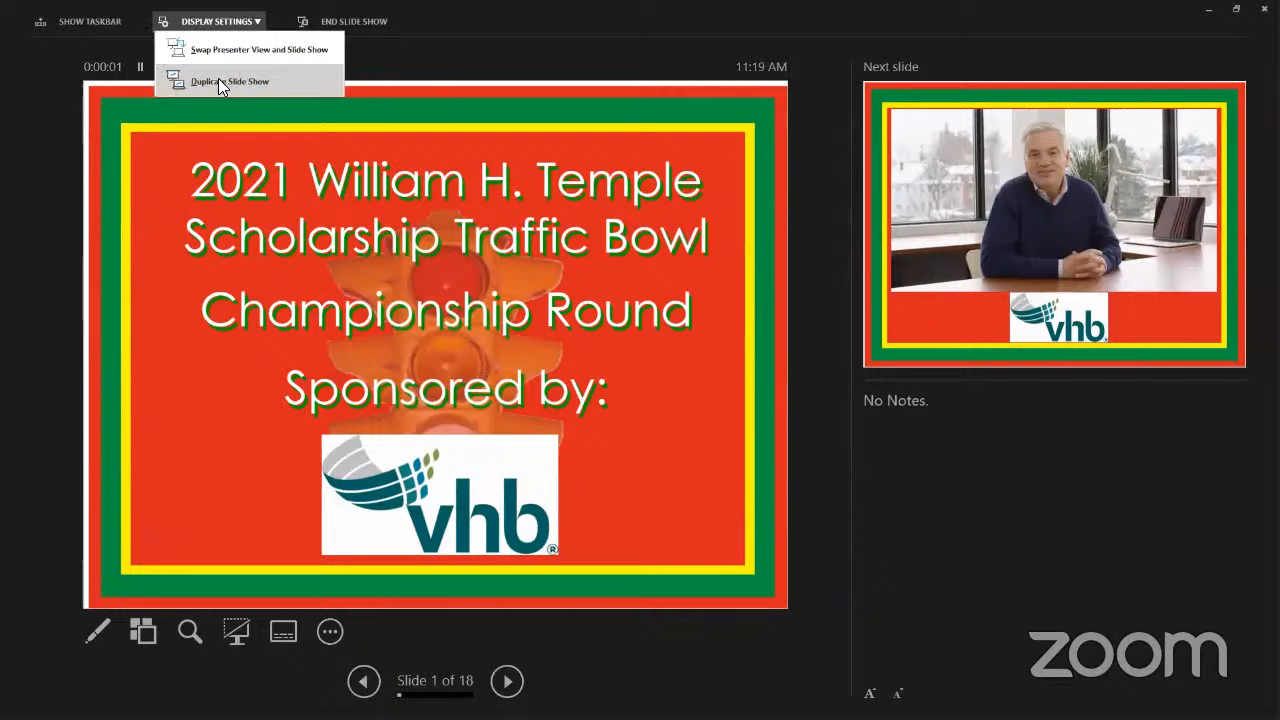 SHOW TASKBAR
DISPLAY SETTINGS ▼
END SLIDE SHOW
Swap Presenter View and Slide Show
Duplicate Slide Show
0:00:01
11:19 AM
2021 William H. Temple
Scholarship Traffic Bowl
Championship Round
Sponsored by:
vhb®
Next slide
vhb
No Notes.
Slide 1 of 18
A A
zoom